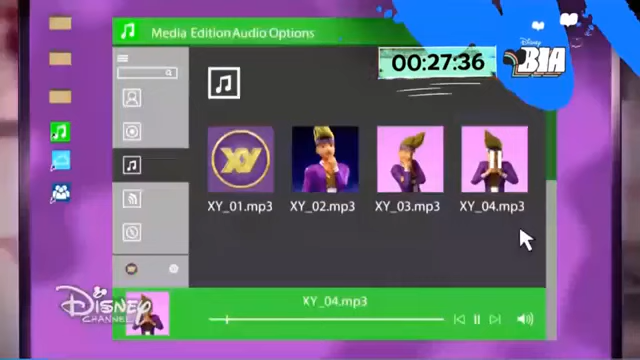 Media Edition Audio Options
00:27:36
Disney
BIA
XY
XY_01.mp3 XY_02.mp3 XY_03.mp3 XY_04.mp3
XY_04.mp3
Disney
CHANNEL